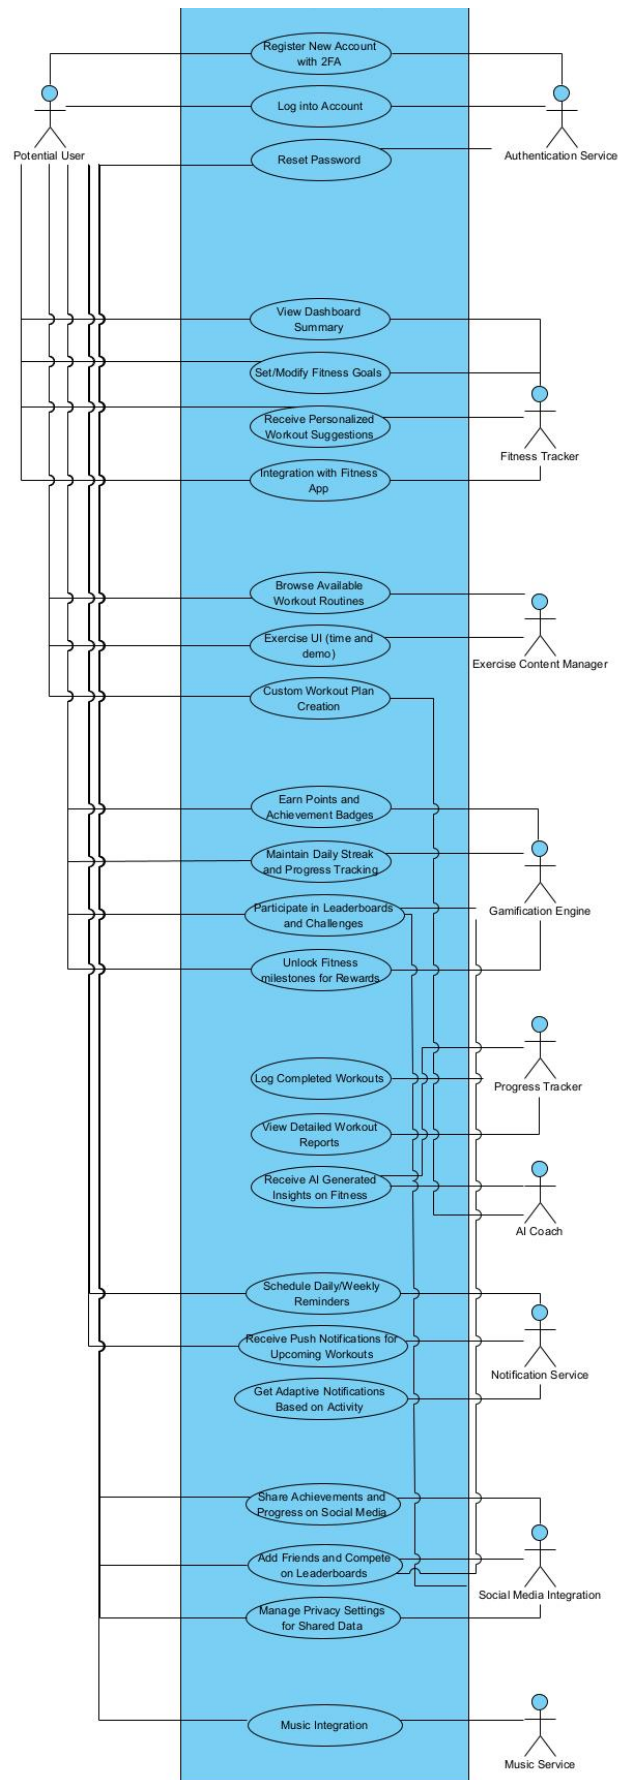 Register New Account
with 2FA
Log into Account
Potential User
Reset Password
Authentication Service
View Dashboard
Summary
Set/Modify Fitness Goals
Receive Personalized
Workout Suggestions
Fitness Tracker
Integration with Fitness
App
Browse Available
Workout Routines
Exercise UI (time and
demo)
Exercise Content Manager
Custom Workout Plan
Creation
Earn Points and
Achievement Badges
Maintain Daily Streak
and Progress Tracking
Participate in Leaderboards
and Challenges
Gamification Engine
Unlock Fitness
milestones for Rewards
Log Completed Workouts
Progress Tracker
View Detailed Workout
Reports
Receive AI Generated
Insights on Fitness
AI Coach
Schedule Daily/Weekly
Reminders
Receive Push Notifications for
Upcoming Workouts
Notification Service
Get Adaptive Notifications
Based on Activity
Share Achievements and
Progress on Social Media
Add Friends and Compete
on Leaderboards
Social Media Integration
Manage Privacy Settings
for Shared Data
Music Integration
Music Service